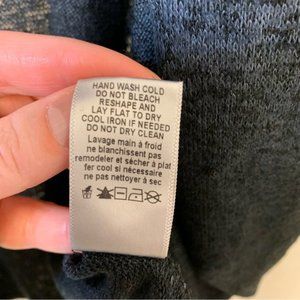 HAND WASH COLD
DO NOT BLEACH
RESHAPE AND
LAY FLAT TO DRY
COOL IRON IF NEEDED
DO NOT DRY CLEAN
Lavage main à froid
ne blanchissent pas
remodeler et sécher à plat
fer cool si nécessaire
ne pas nettoyer à sec